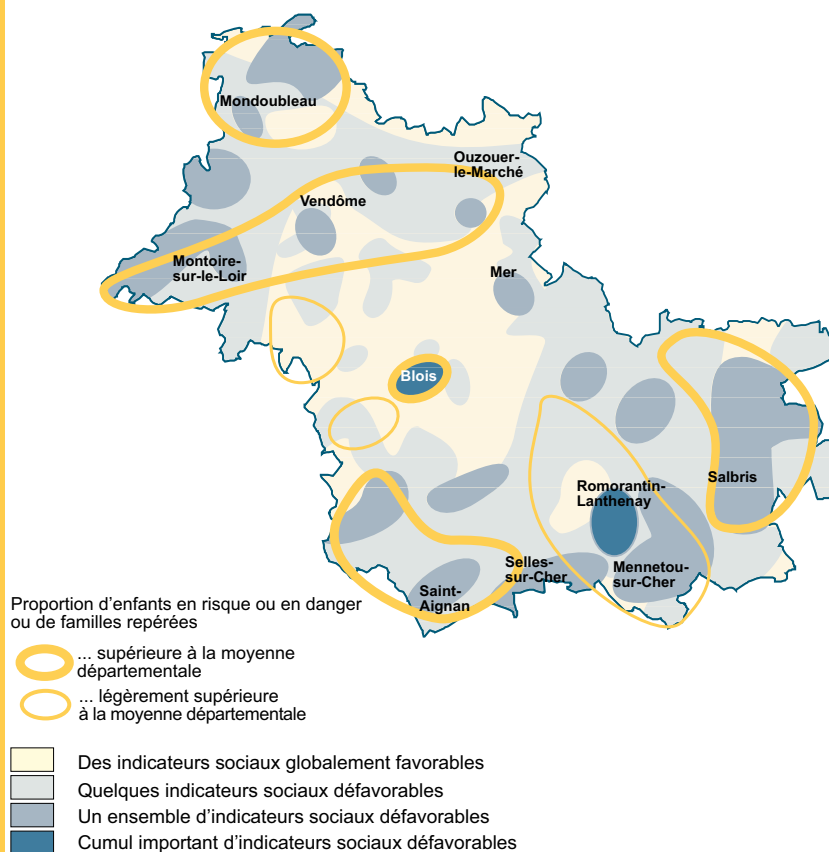 Mondoubleau
Ouzouer-
le-Marché
Vendôme
Montoire-
sur-le-Loir
Mer
Blois
Salbris
Romorantin-
Lanthenay
Selles-
sur-Cher
Mennetou-
sur-Cher
Saint-
Aignan
Proportion d'enfants en risque ou en danger
ou de familles repérées
... supérieure à la moyenne
départementale
... légèrement supérieure
à la moyenne départementale
Des indicateurs sociaux globalement favorables
Quelques indicateurs sociaux défavorables
Un ensemble d'indicateurs sociaux défavorables
Cumul important d'indicateurs sociaux défavorables